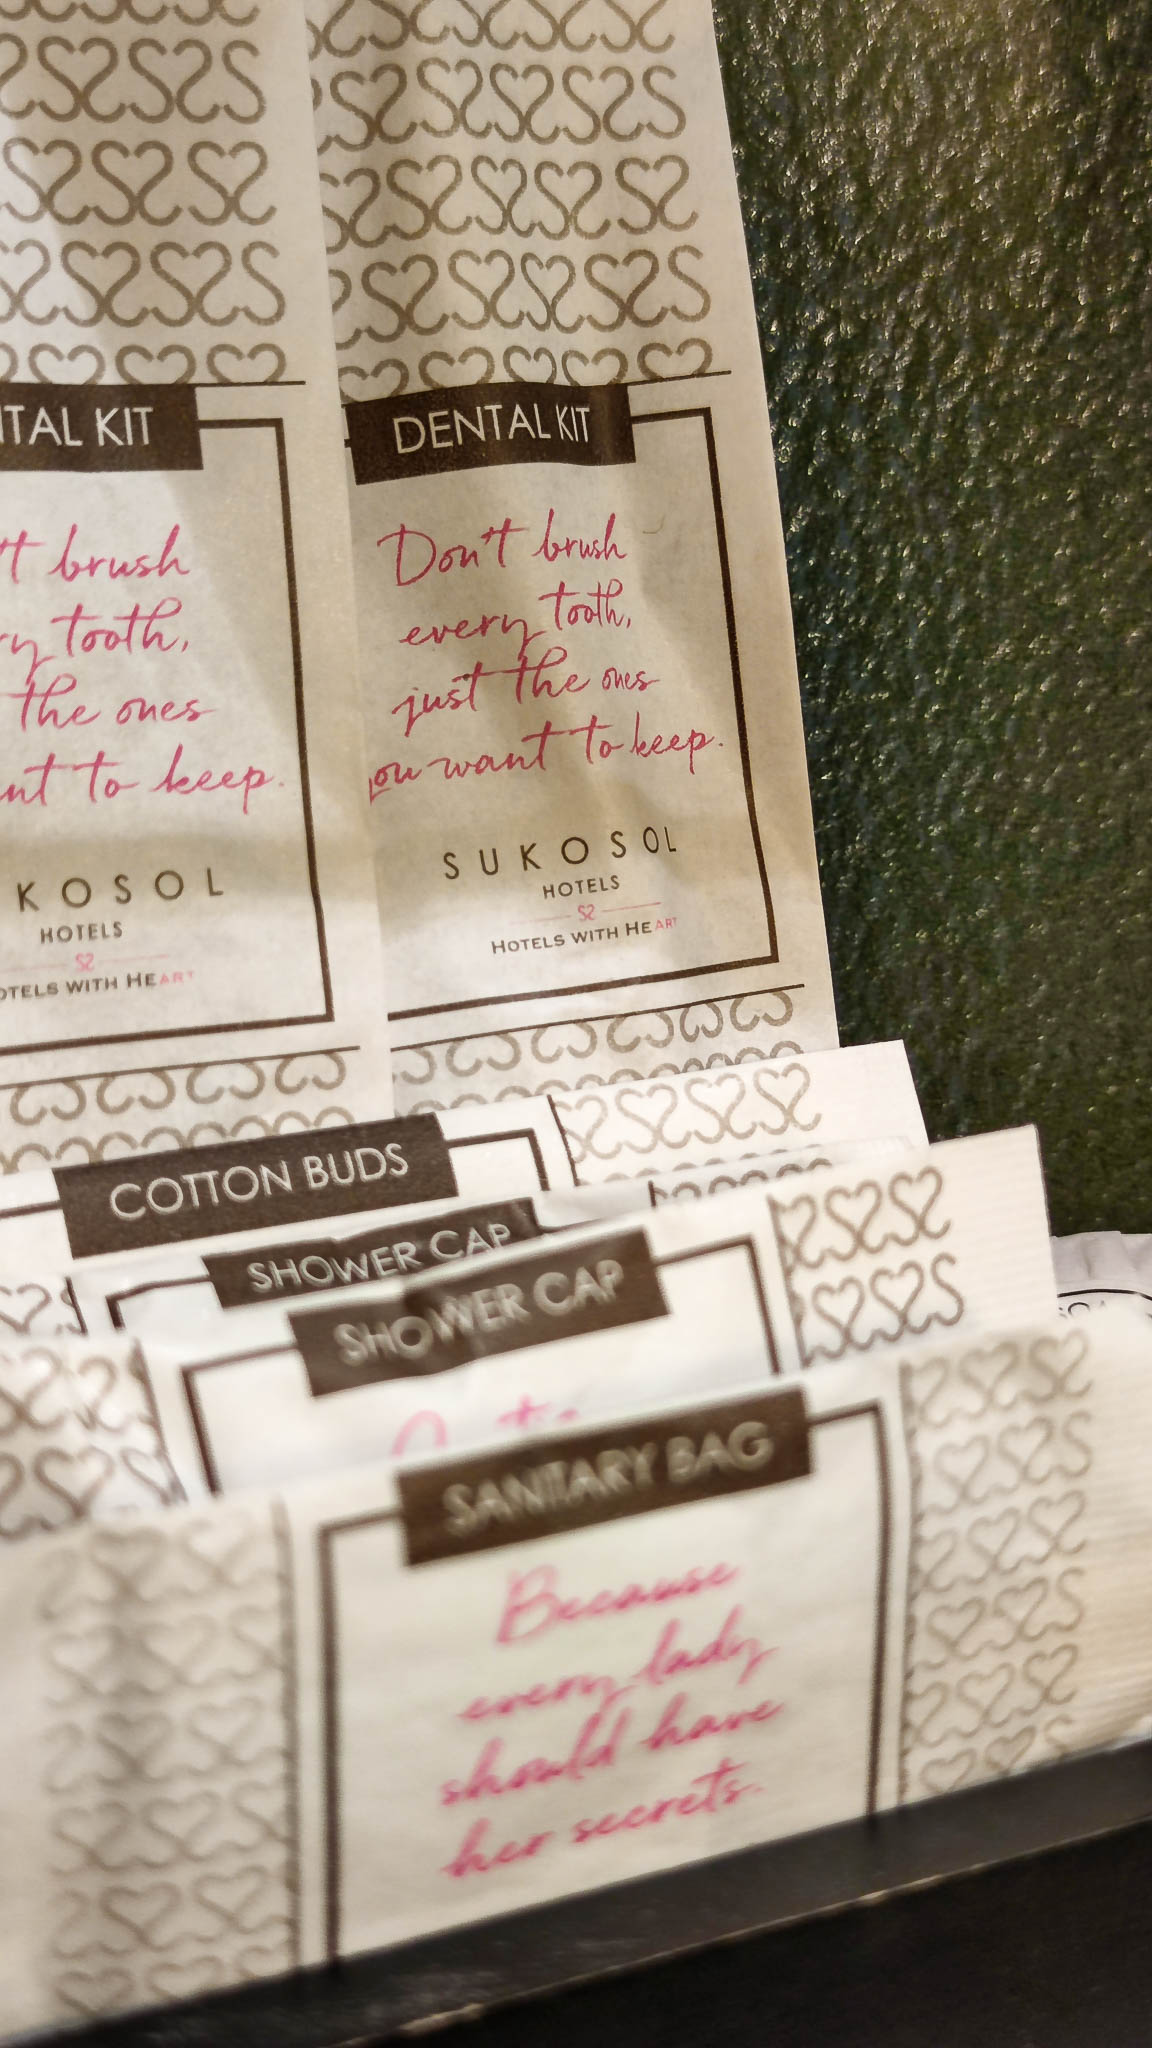 TAL KIT
't brush
ry tooth,
the ones
nt to keep.
KOSOL
HOTELS
HOTELS WITH HEART
DENTAL KIT
Don't brush
every tooth,
just the ones
you want to keep.
SUKOSOL
HOTELS
HOTELS WITH HEART
COTTON BUDS
SHOWER CAP
SHOWER CAP
SANITARY BAG
Because
every lady
should have
her secrets.